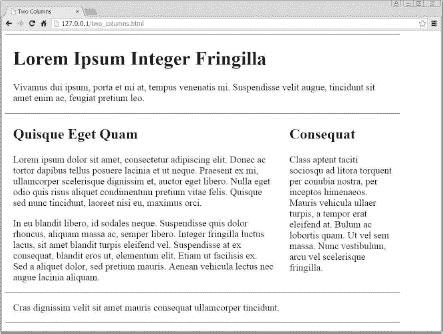 Two Columns
127.0.0.1/two_columns.html
Lorem Ipsum Integer Fringilla
Vivamus dui ipsum, porta et mi at, tempus venenatis mi. Suspendisse velit augue, tincidunt sit
amet enim ac, feugiat pretium leo.
Quisque Eget Quam
Lorem ipsum dolor sit amet, consectetur adipiscing elit. Donec ac
tortor dapibus tellus posuere lacinia et ut neque. Praesent ex mi,
ullamcorper scelerisque dignissim et, auctor eget libero. Nulla eget
odio quis risus aliquet condimentum pretium vitae felis. Quisque
sed nunc tincidunt, laoreet nisi eu, maximus orci.
In eu blandit libero, id sodales neque. Suspendisse quis dolor
rhoncus, aliquam massa ac, semper libero. Integer fringilla luctus
lacus, sit amet blandit turpis eleifend vel. Suspendisse at ex
consequat, blandit eros ut, elementum elit. Etiam ut facilisis ex.
Sed a aliquet dolor, sed pretium mauris. Aenean vehicula lectus nec
augue lacinia aliquam.
Consequat
Class aptent taciti
sociosqu ad litora torquent
per conubia nostra, per
inceptos himenaeos.
Mauris vehicula ullaer
turpis, a tempor erat
eleifend at. Bulum ac
lobortis quam. Ut vel sem
massa. Nunc vestibulum,
arcu vel scelerisque
fringilla.
Cras dignissim velit sit amet mauris consequat ullamcorper tincidunt.